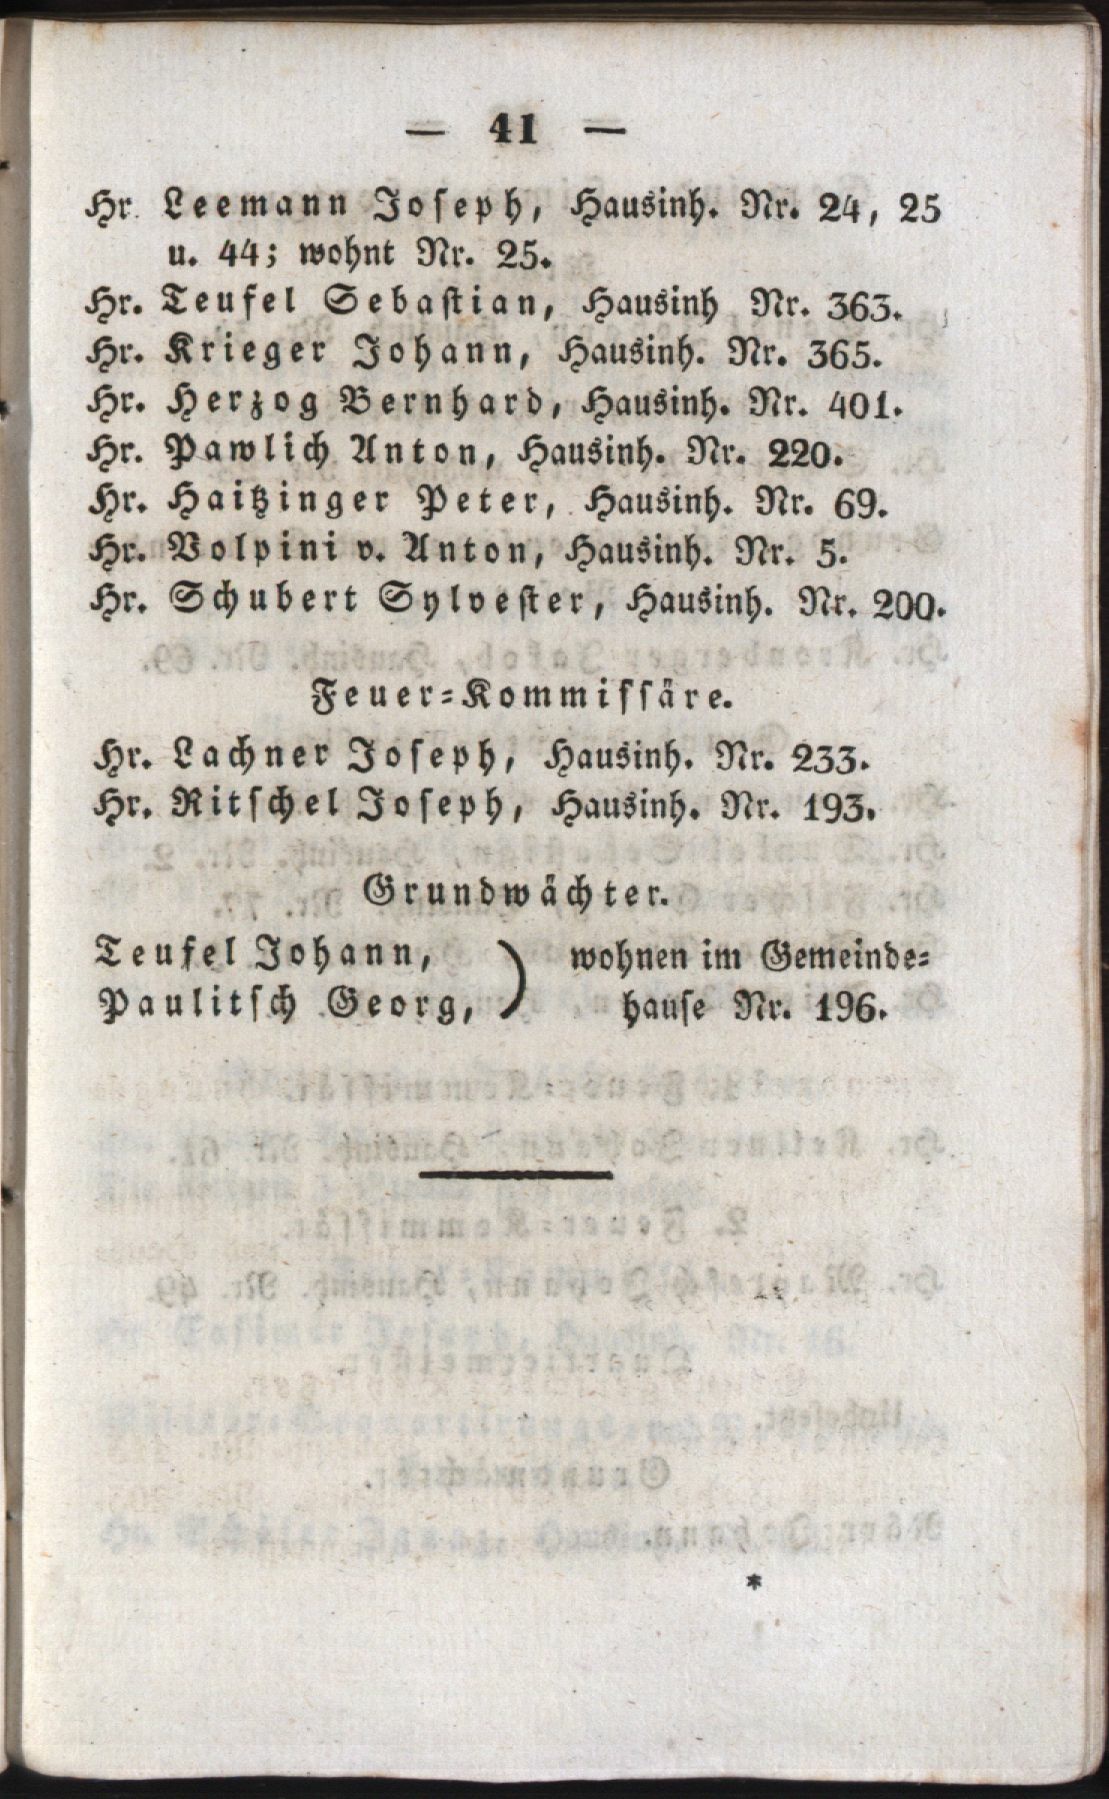 — 41 —
Hr. Leemann Joseph, Hausinh. Nr. 24, 25
u. 44; wohnt Nr. 25.
Hr. Teufel Sebastian, Hausinh Nr. 363.
Hr. Krieger Johann, Hausinh. Nr. 365.
Hr. Herzog Bernhard, Hausinh. Nr. 401.
Hr. Pawlich Anton, Hausinh. Nr. 220.
Hr. Haitzinger Peter, Hausinh. Nr. 69.
Hr. Volpini v. Anton, Hausinh. Nr. 5.
Hr. Schubert Sylvester, Hausinh. Nr. 200.
Feuer=Kommissäre.
Hr. Lachner Joseph, Hausinh. Nr. 233.
Hr. Ritschel Joseph, Hausinh. Nr. 193.
Grundwächter.
Teufel Johann, ) wohnen im Gemeinde=
Paulitsch Georg, ) hause Nr. 196.
*